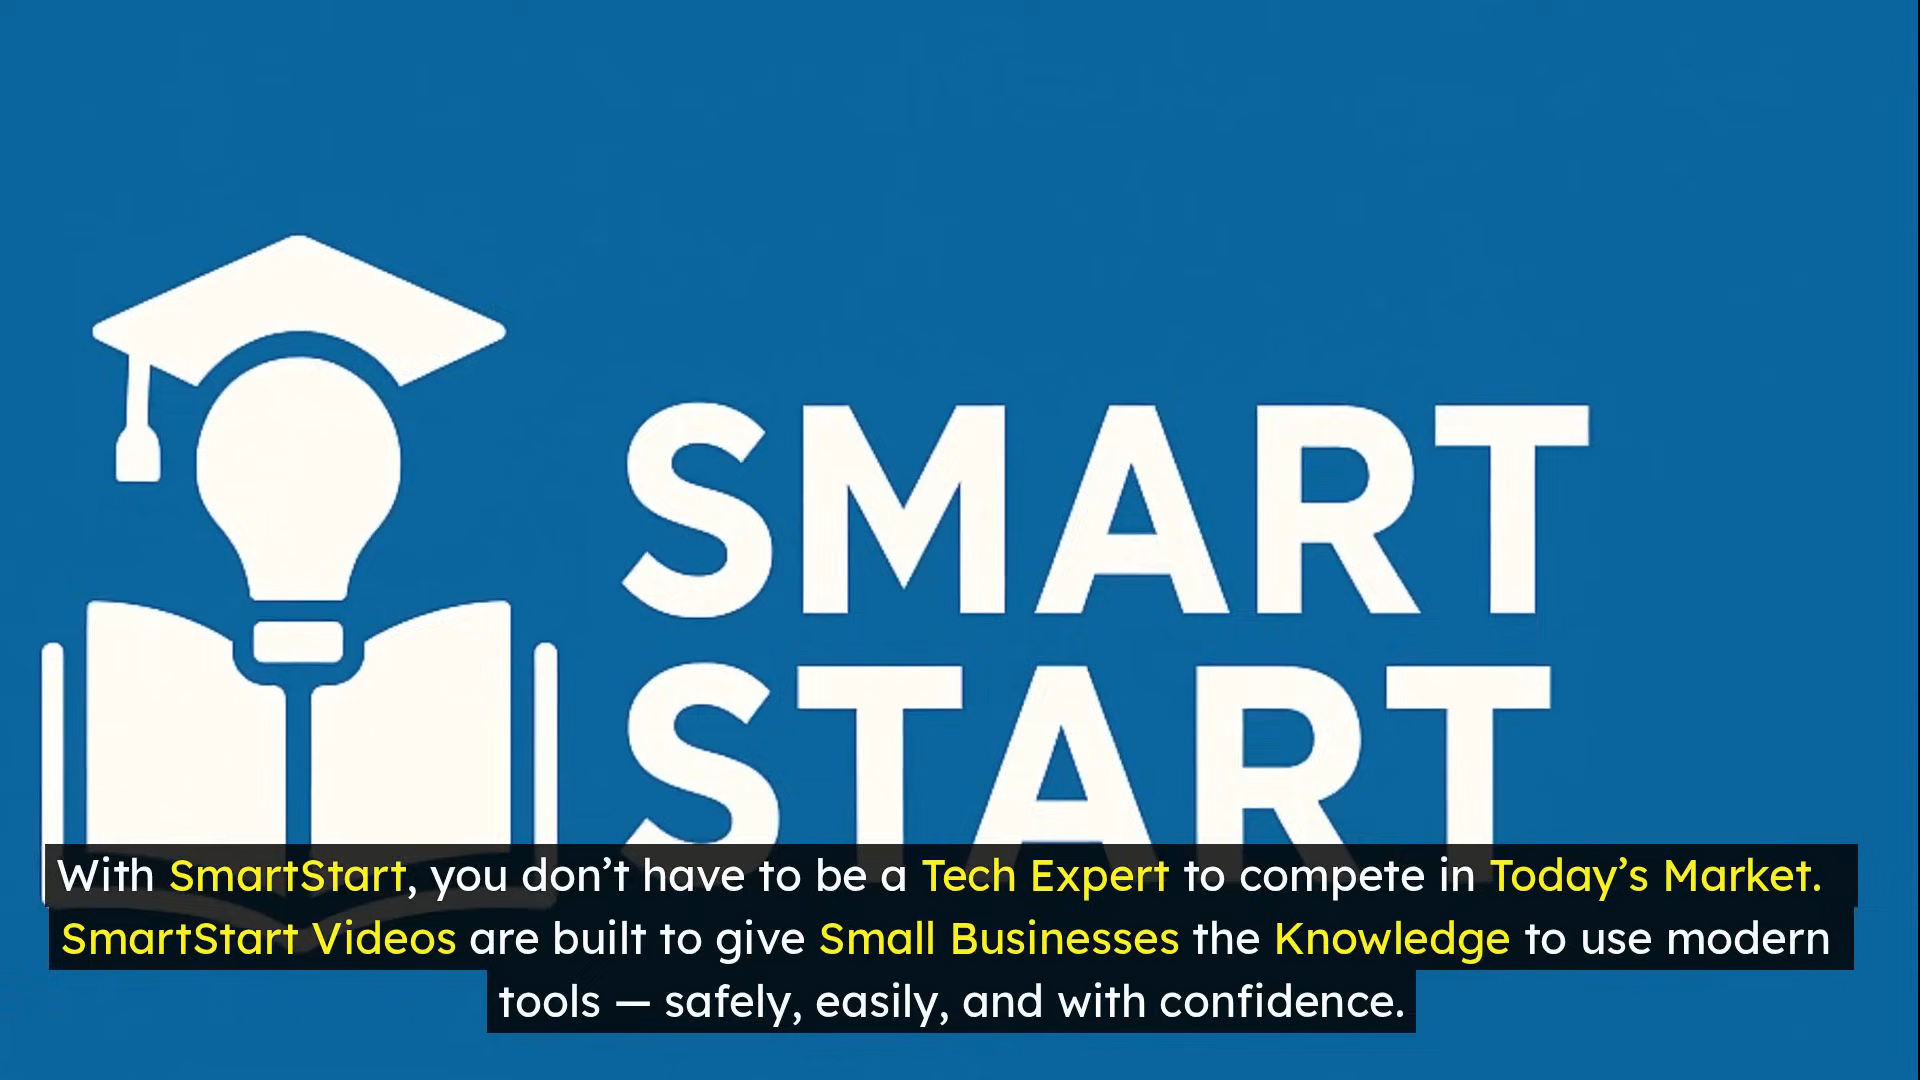 SMART
START
With SmartStart, you don’t have to be a Tech Expert to compete in Today’s Market.
SmartStart Videos are built to give Small Businesses the Knowledge to use modern
tools — safely, easily, and with confidence.